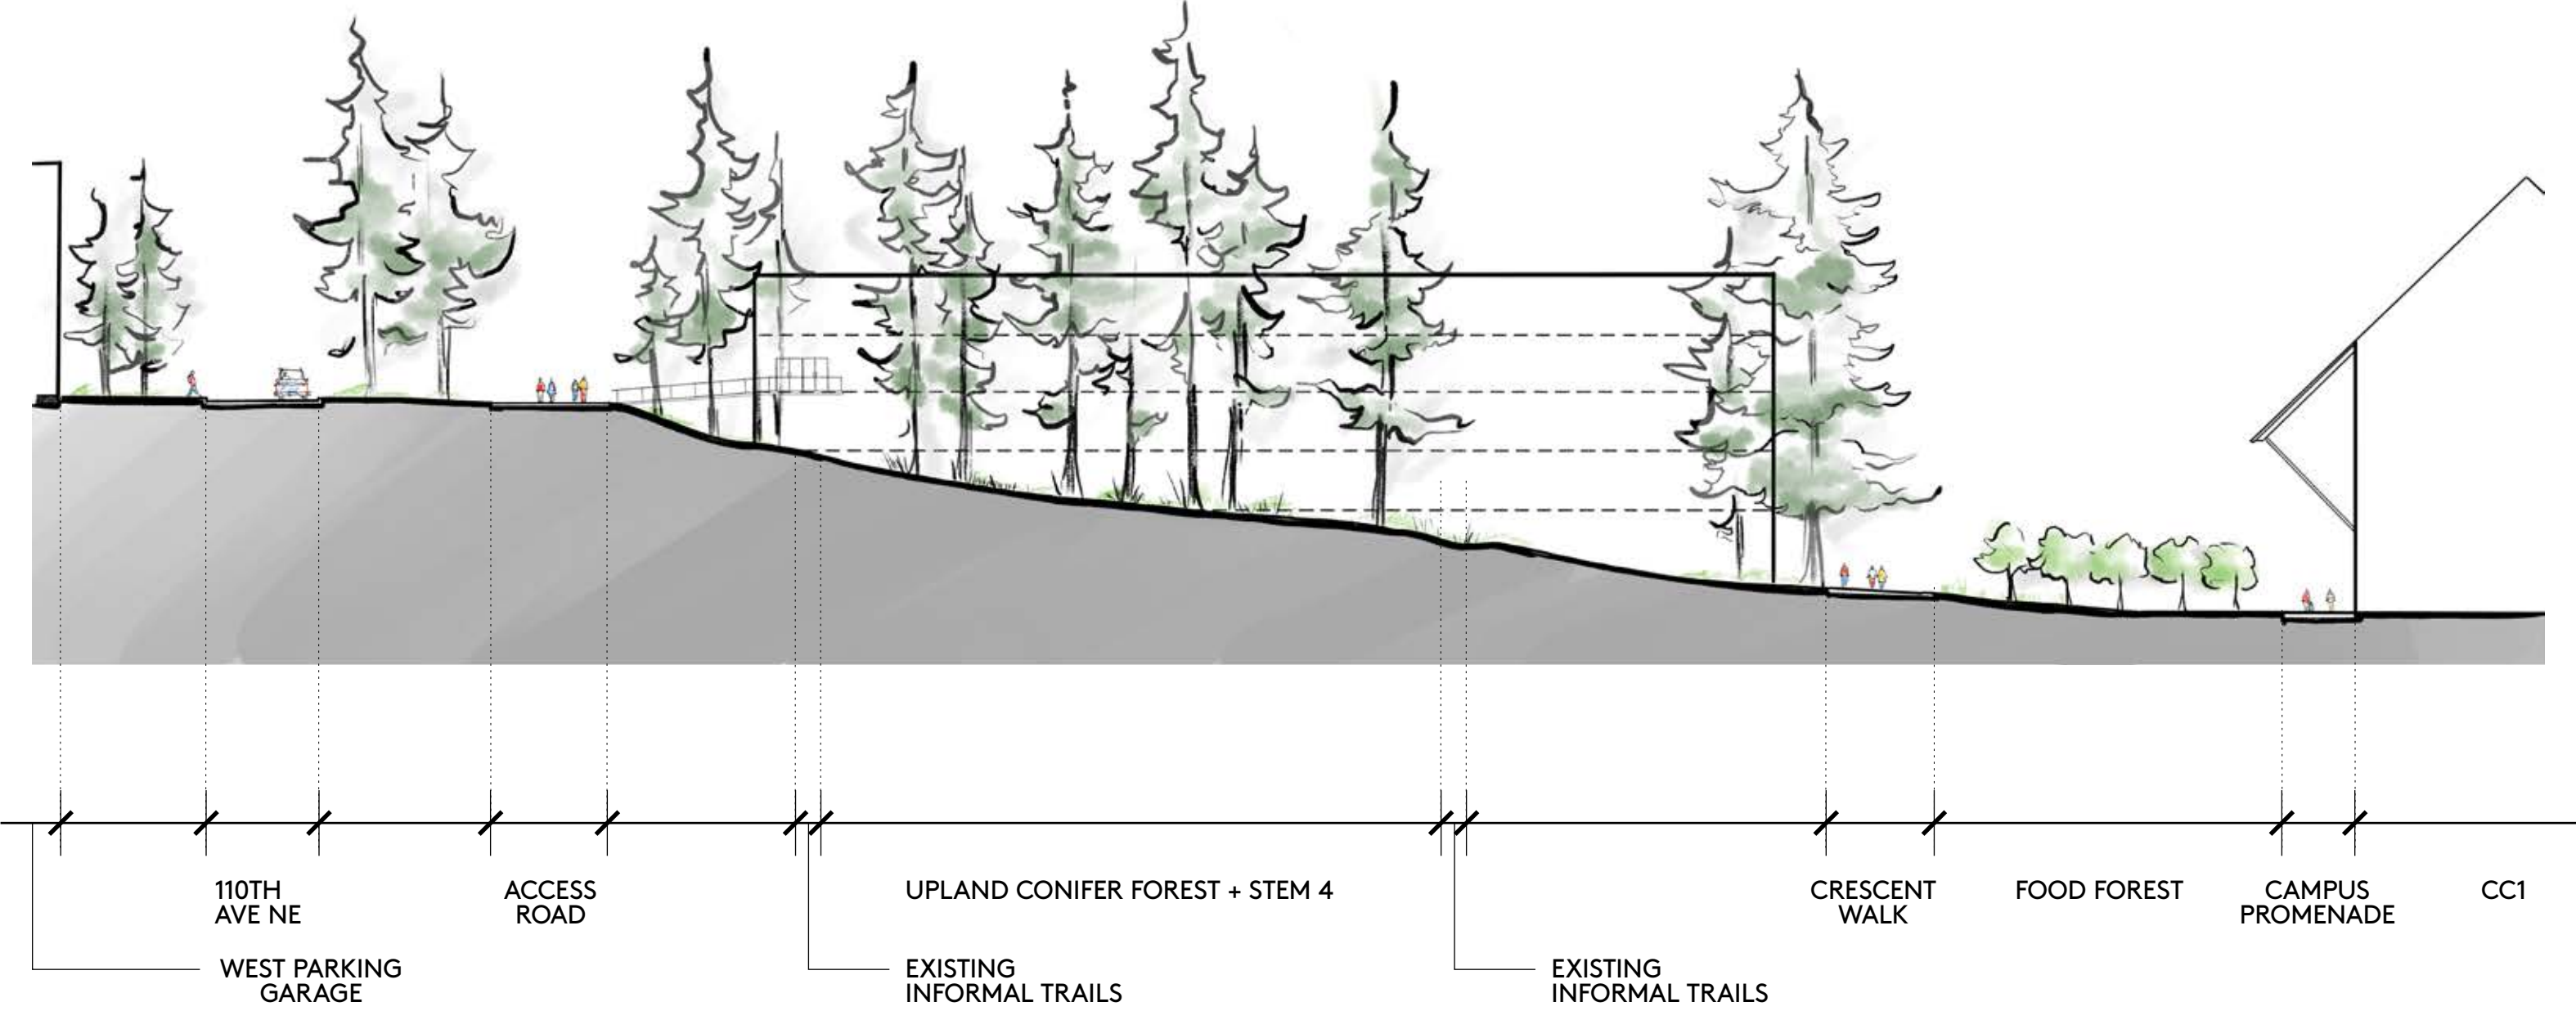 110TH
AVE NE
ACCESS
ROAD
UPLAND CONIFER FOREST + STEM 4
CRESCENT
WALK
FOOD FOREST
CAMPUS
PROMENADE
CC1
WEST PARKING
GARAGE
EXISTING
INFORMAL TRAILS
EXISTING
INFORMAL TRAILS